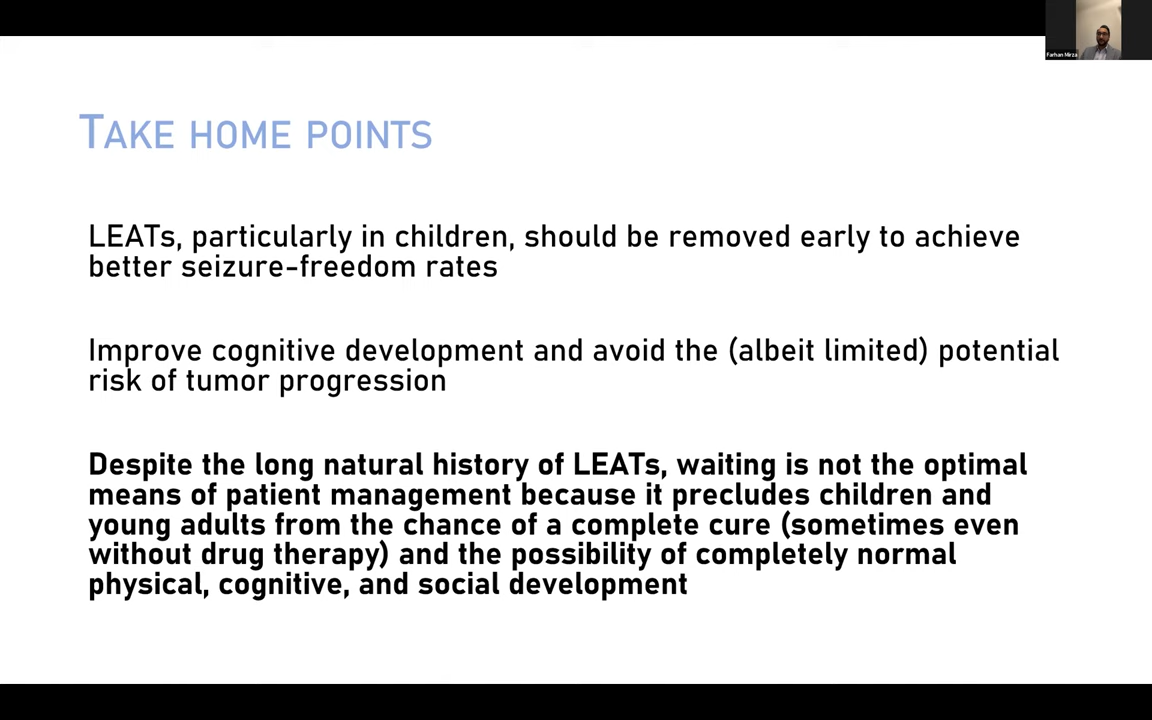 Farhan Mirza
TAKE HOME POINTS
LEATs, particularly in children, should be removed early to achieve
better seizure-freedom rates
Improve cognitive development and avoid the (albeit limited) potential
risk of tumor progression
Despite the long natural history of LEATs, waiting is not the optimal
means of patient management because it precludes children and
young adults from the chance of a complete cure (sometimes even
without drug therapy) and the possibility of completely normal
physical, cognitive, and social development